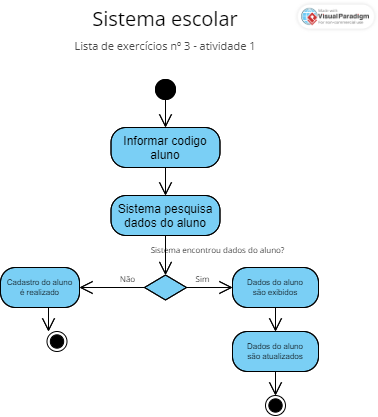 Sistema escolar
Lista de exercícios nº 3 - atividade 1
VisualParadigm
Informar codigo
aluno
Sistema pesquisa
dados do aluno
Sistema encontrou dados do aluno?
Não
Sim
Cadastro do aluno
é realizado
Dados do aluno
são exibidos
Dados do aluno
são atualizados